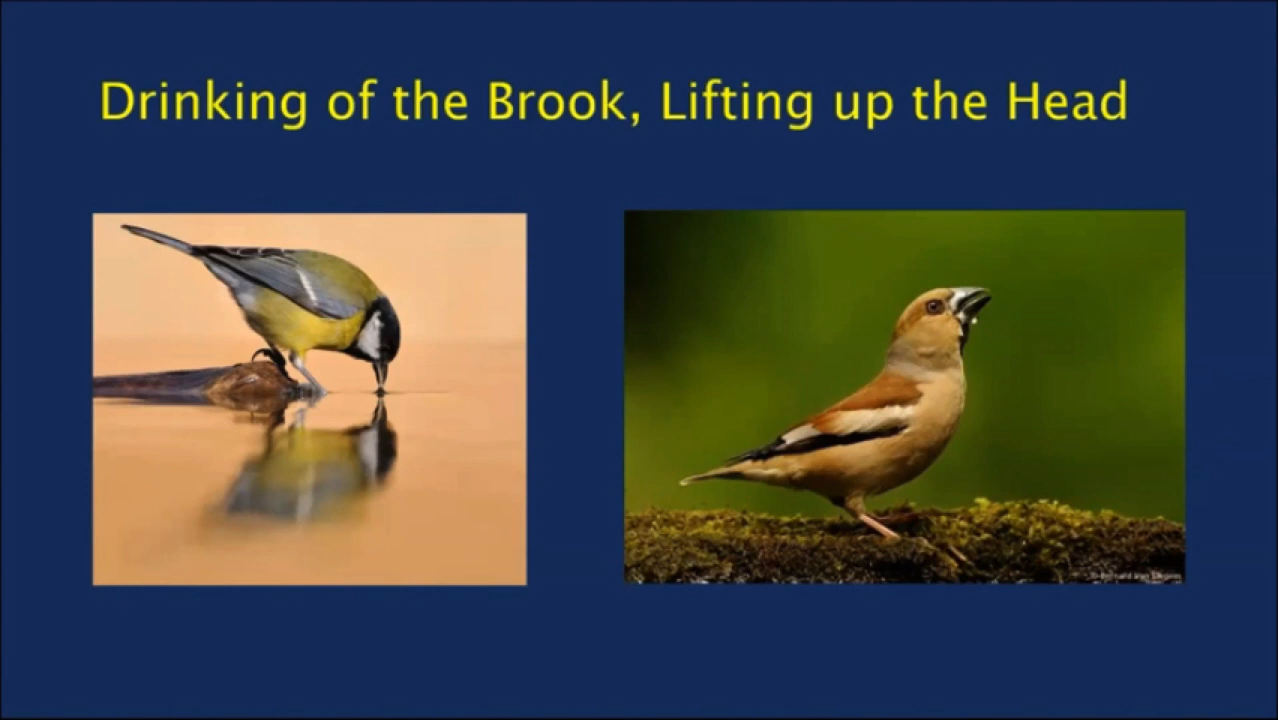 Drinking of the Brook, Lifting up the Head